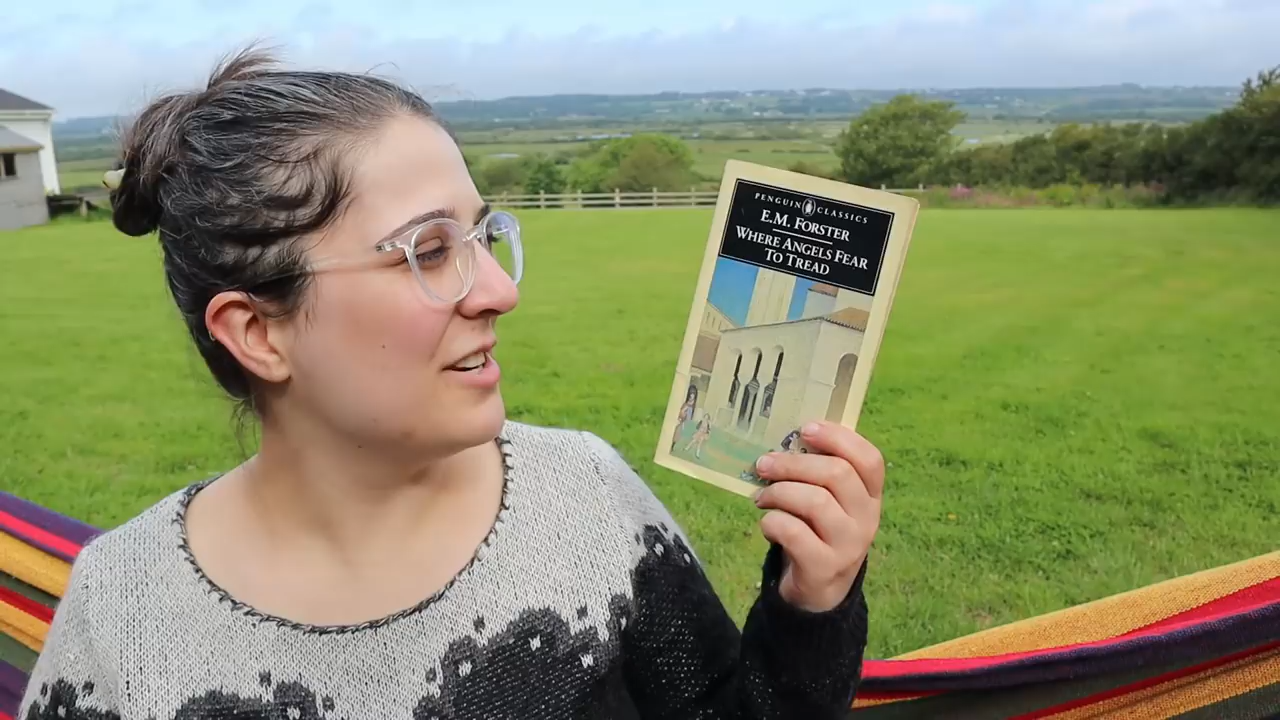 PENGUIN CLASSICS
E.M. FORSTER
WHERE ANGELS FEAR
TO TREAD